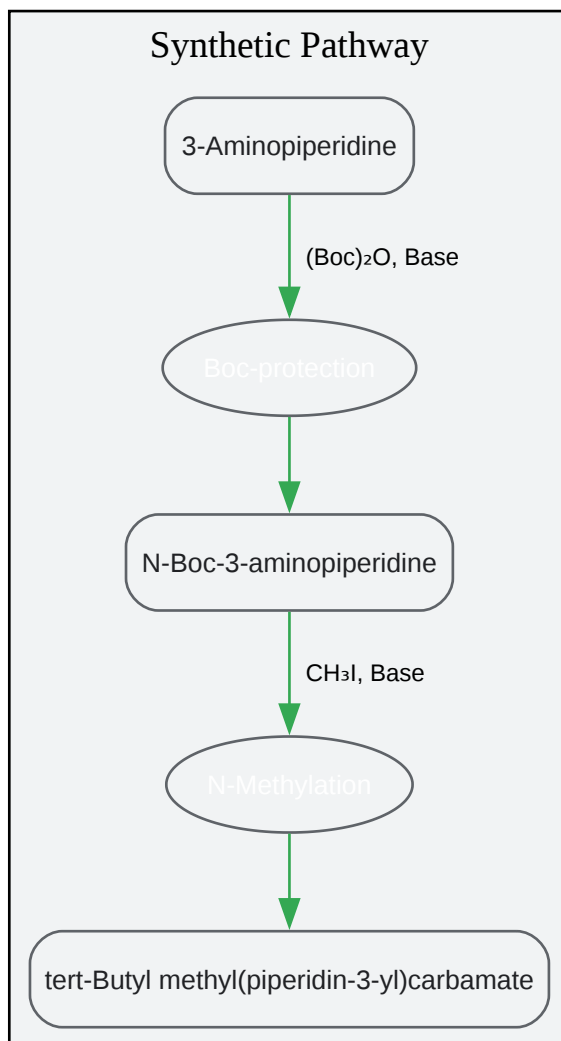 Synthetic Pathway
3-Aminopiperidine
(Boc)₂O, Base
Boc-protection
N-Boc-3-aminopiperidine
CH₃I, Base
N-Methylation
tert-Butyl methyl(piperidin-3-yl)carbamate